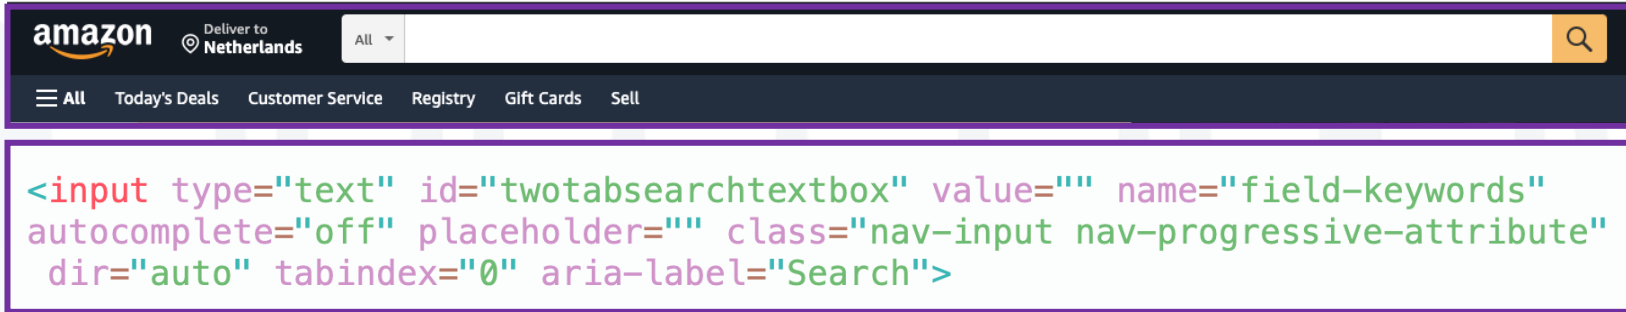 amazon
Deliver to
Netherlands
All
All
Today's Deals
Customer Service
Registry
Gift Cards
Sell
<input type="text" id="twotabsearchtextbox" value="" name="field-keywords"
autocomplete="off" placeholder="" class="nav-input nav-progressive-attribute"
dir="auto" tabindex="0" aria-label="Search">